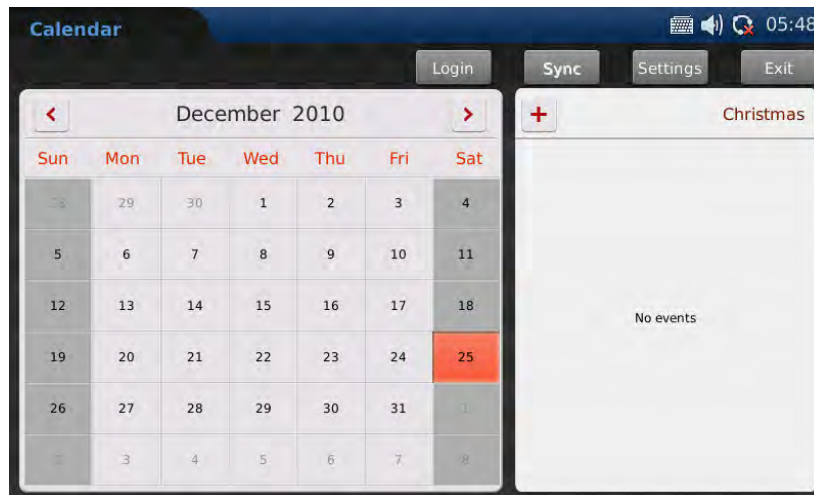 Calendar 05:48
Login Sync Settings Exit
December 2010 Christmas
Sun Mon Tue Wed Thu Fri Sat
28 29 30 1 2 3 4
5 6 7 8 9 10 11
12 13 14 15 16 17 18
No events
19 20 21 22 23 24 25
26 27 28 29 30 31 1
2 3 4 5 6 7 8